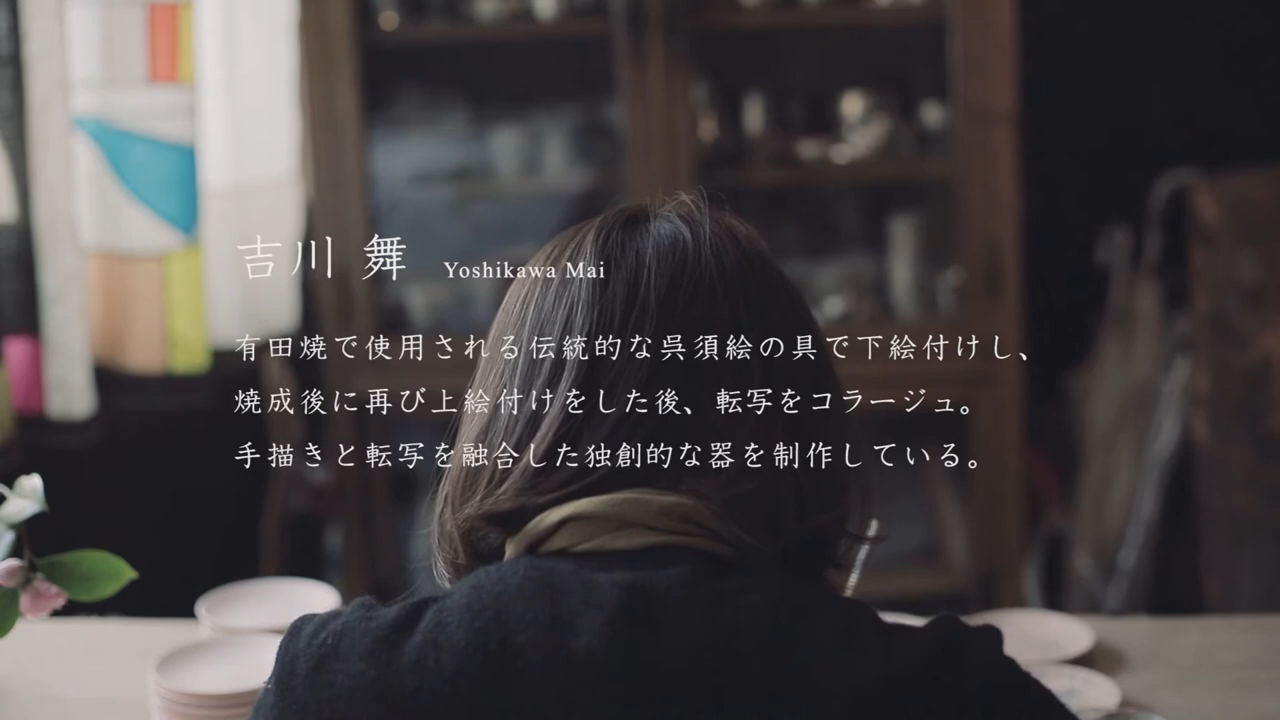 吉川 舞 Yoshikawa Mai
有田焼で使用される伝統的な呉須絵の具で下絵付けし、
焼成後に再び上絵付けをした後、転写をコラージュ。
手描きと転写を融合した独創的な器を制作している。